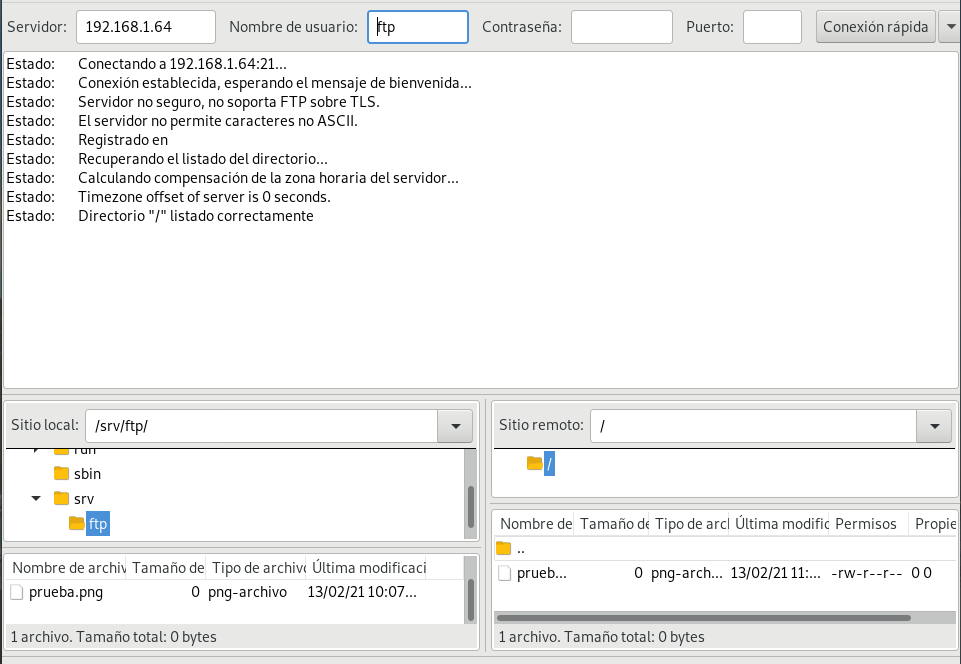 Servidor: 192.168.1.64 Nombre de usuario: ftp Contraseña: Puerto: Conexión rápida
Estado: Conectando a 192.168.1.64:21...
Estado: Conexión establecida, esperando el mensaje de bienvenida...
Estado: Servidor no seguro, no soporta FTP sobre TLS.
Estado: El servidor no permite caracteres no ASCII.
Estado: Registrado en
Estado: Recuperando el listado del directorio...
Estado: Calculando compensación de la zona horaria del servidor...
Estado: Timezone offset of server is 0 seconds.
Estado: Directorio "/" listado correctamente
Sitio local: /srv/ftp/
run
sbin
srv
ftp
Nombre de archiv Tamaño de Tipo de archivo Última modificaci
prueba.png 0 png-archivo 13/02/21 10:07...
1 archivo. Tamaño total: 0 bytes
Sitio remoto: /
/
Nombre de Tamaño de Tipo de arcl Última modific Permisos Propie
..
prueb... 0 png-arch... 13/02/21 11:... -rw-r--r-- 0 0
1 archivo. Tamaño total: 0 bytes